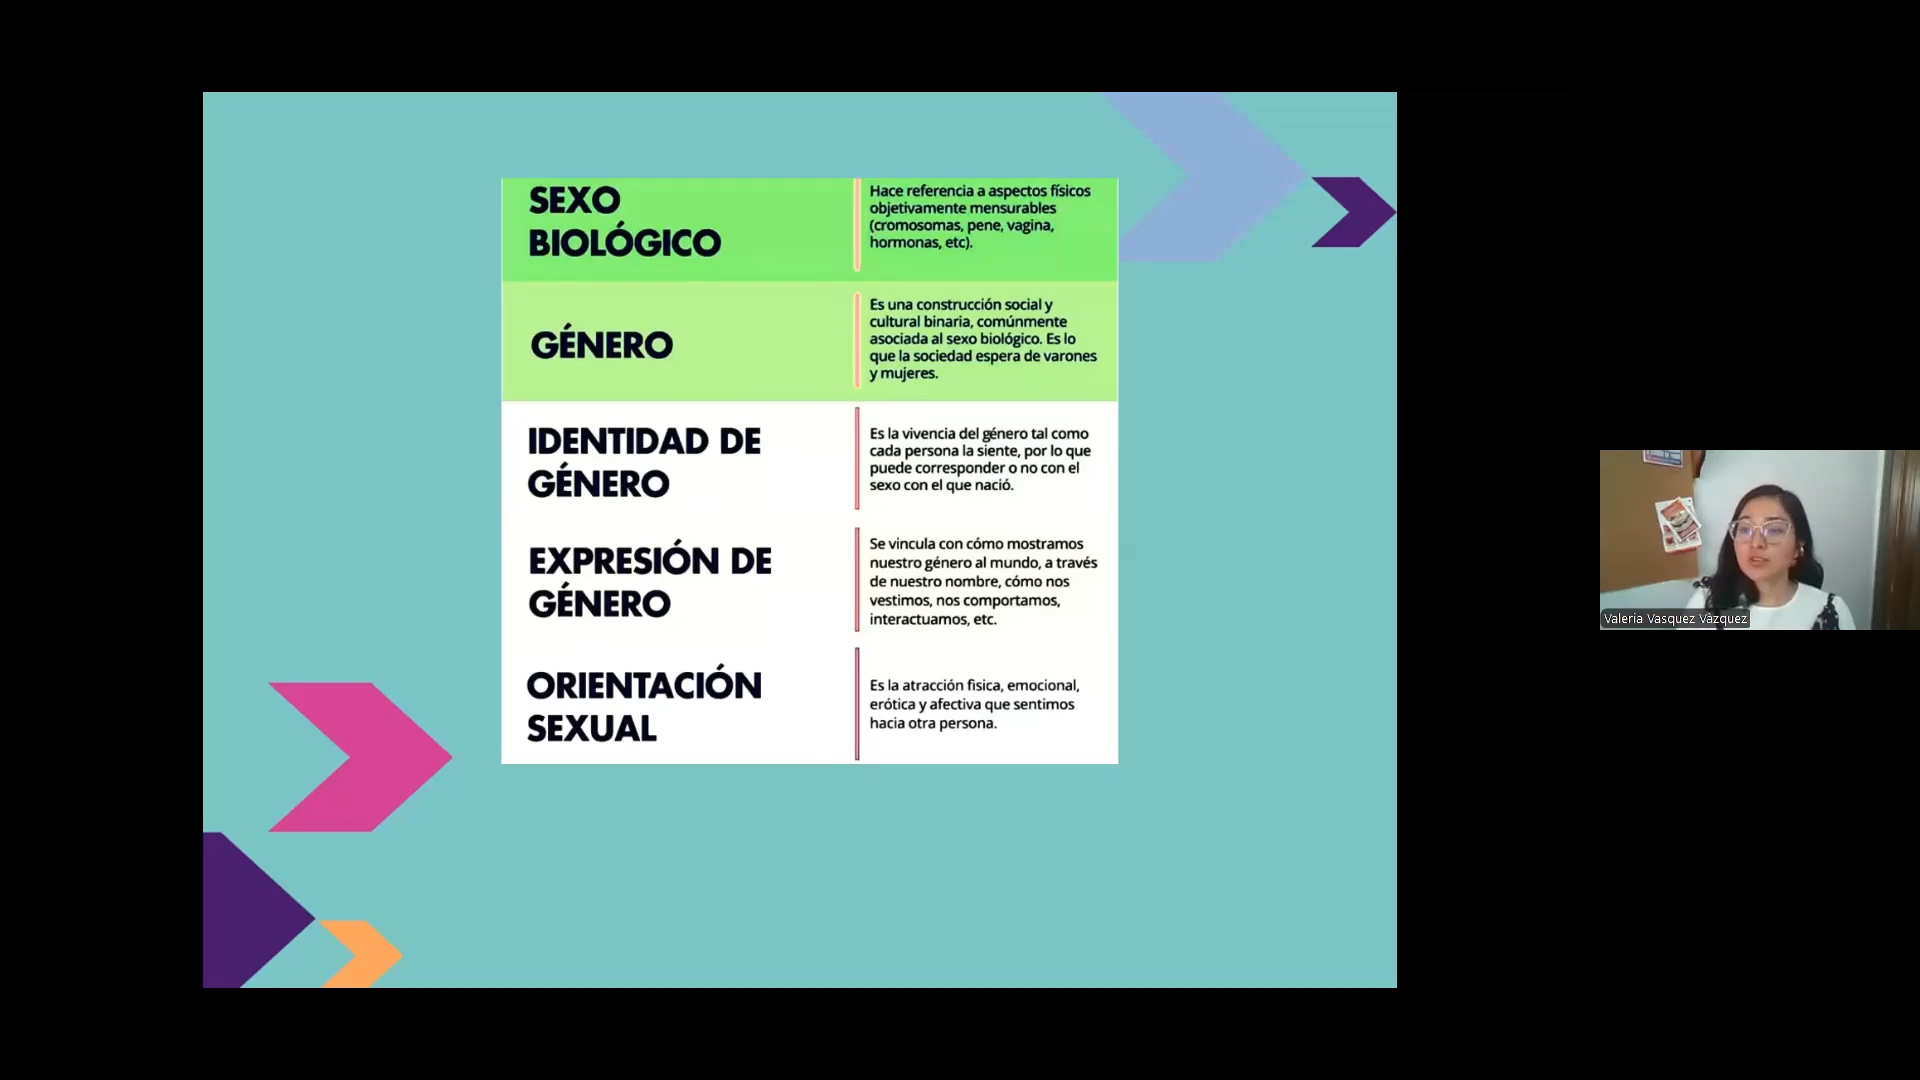 SEXO
BIOLÓGICO
Hace referencia a aspectos físicos
objetivamente mensurables
(cromosomas, pene, vagina,
hormonas, etc).
GÉNERO
Es una construcción social y
cultural binaria, comúnmente
asociada al sexo biológico. Es lo
que la sociedad espera de varones
y mujeres.
IDENTIDAD DE
GÉNERO
Es la vivencia del género tal como
cada persona la siente, por lo que
puede corresponder o no con el
sexo con el que nació.
EXPRESIÓN DE
GÉNERO
Se vincula con cómo mostramos
nuestro género al mundo, a través
de nuestro nombre, cómo nos
vestimos, nos comportamos,
interactuamos, etc.
ORIENTACIÓN
SEXUAL
Es la atracción fisica, emocional,
erótica y afectiva que sentimos
hacia otra persona.
Valeria Vasquez Vàzquez